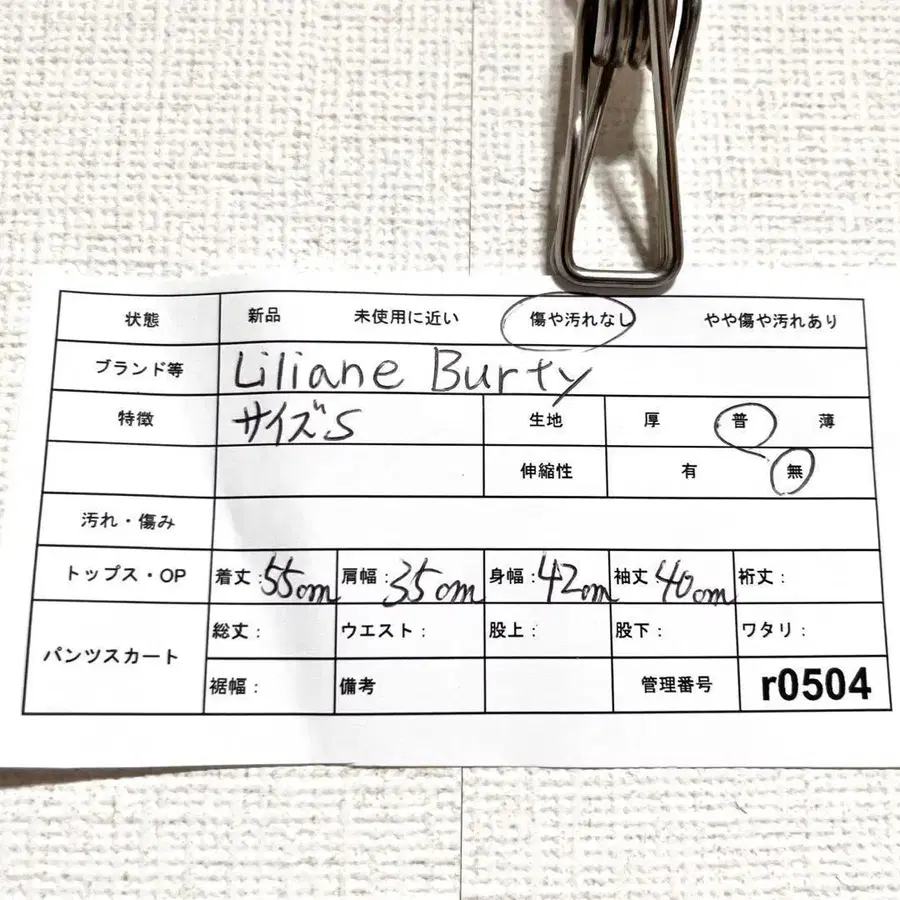 状態 新品 未使用に近い 傷や汚れなし やや傷や汚れあり
ブランド等 Liliane Burty
特徴 サイズS 生地 厚 普 薄
伸縮性 有 無
汚れ・傷み
トップス・OP 着丈:55cm 肩幅:35cm 身幅:42cm 袖丈 40cm 裄丈:
パンツスカート 総丈: ウエスト: 股上: 股下: ワタリ:
裾幅: 備考 管理番号 r0504